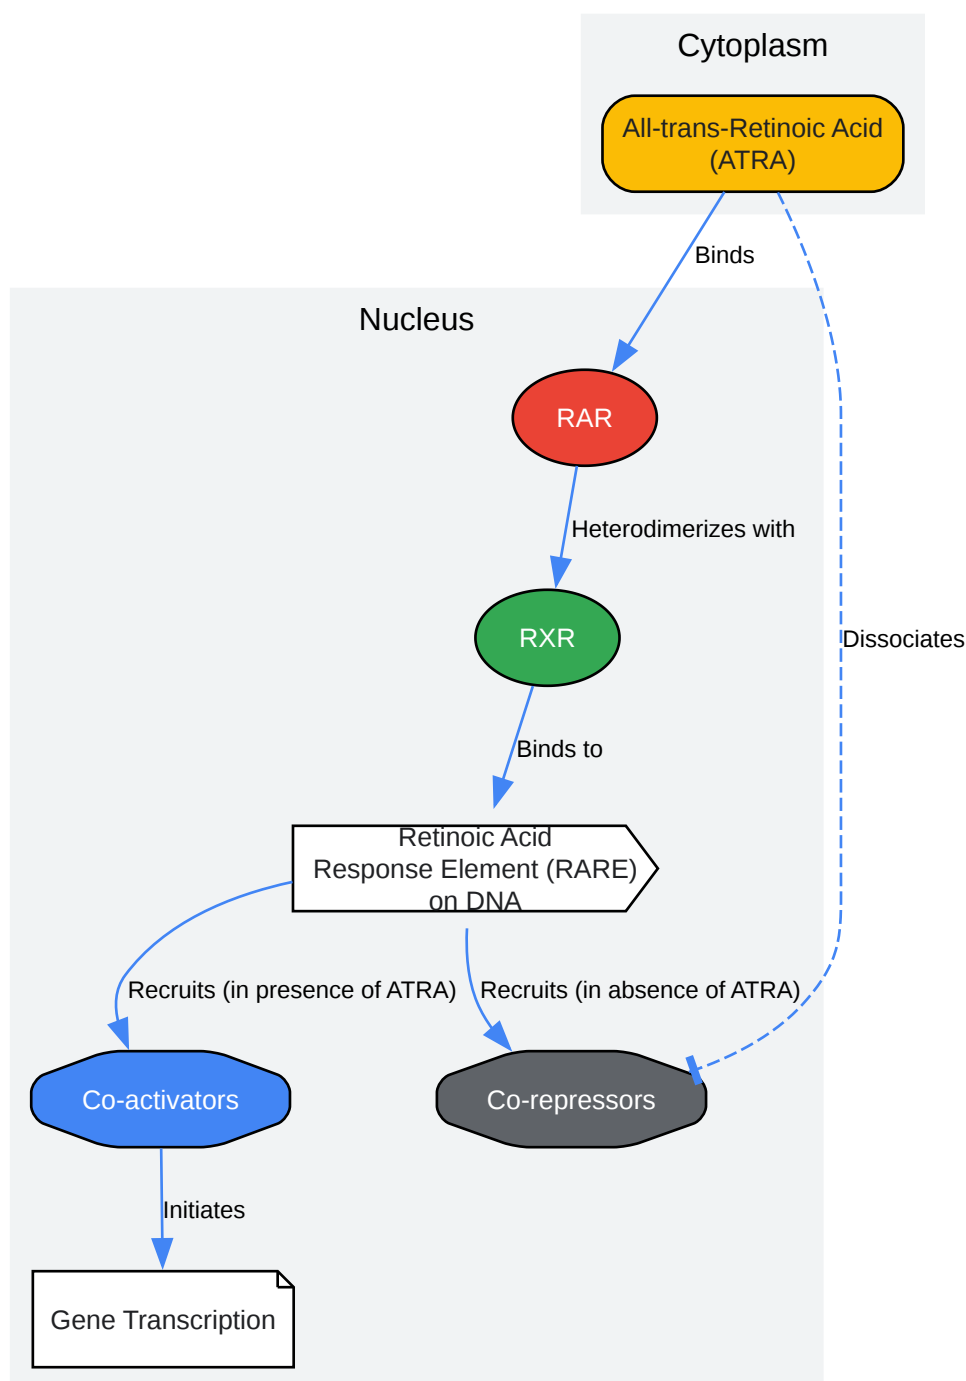 Cytoplasm
All-trans-Retinoic Acid
(ATRA)
Binds
Nucleus
RAR
Heterodimerizes with
RXR
Dissociates
Binds to
Retinoic Acid
Response Element (RARE)
on DNA
Recruits (in presence of ATRA)
Recruits (in absence of ATRA)
Co-activators
Co-repressors
Initiates
Gene Transcription